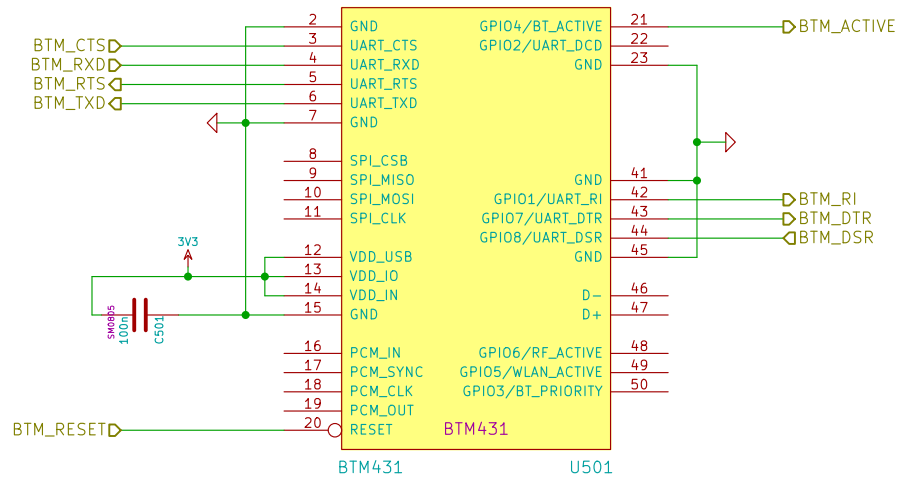 2 GND GPIO4/BT_ACTIVE 21 BTM_ACTIVE
BTM_CTS 3 UART_CTS GPIO2/UART_DCD 22
BTM_RXD 4 UART_RXD GND 23
BTM_RTS 5 UART_RTS
BTM_TXD 6 UART_TXD
7 GND
8 SPI_CSB
9 SPI_MISO GND 41
10 SPI_MOSI GPIO1/UART_RI 42 BTM_RI
11 SPI_CLK GPIO7/UART_DTR 43 BTM_DTR
GPIO8/UART_DSR 44 BTM_DSR
3V3
12 VDD_USB GND 45
13 VDD_IO
14 VDD_IN D- 46
15 GND D+ 47
SM0805
100n
C501
16 PCM_IN GPIO6/RF_ACTIVE 48
17 PCM_SYNC GPIO5/WLAN_ACTIVE 49
18 PCM_CLK GPIO3/BT_PRIORITY 50
19 PCM_OUT
BTM_RESET 20 RESET BTM431
BTM431 U501